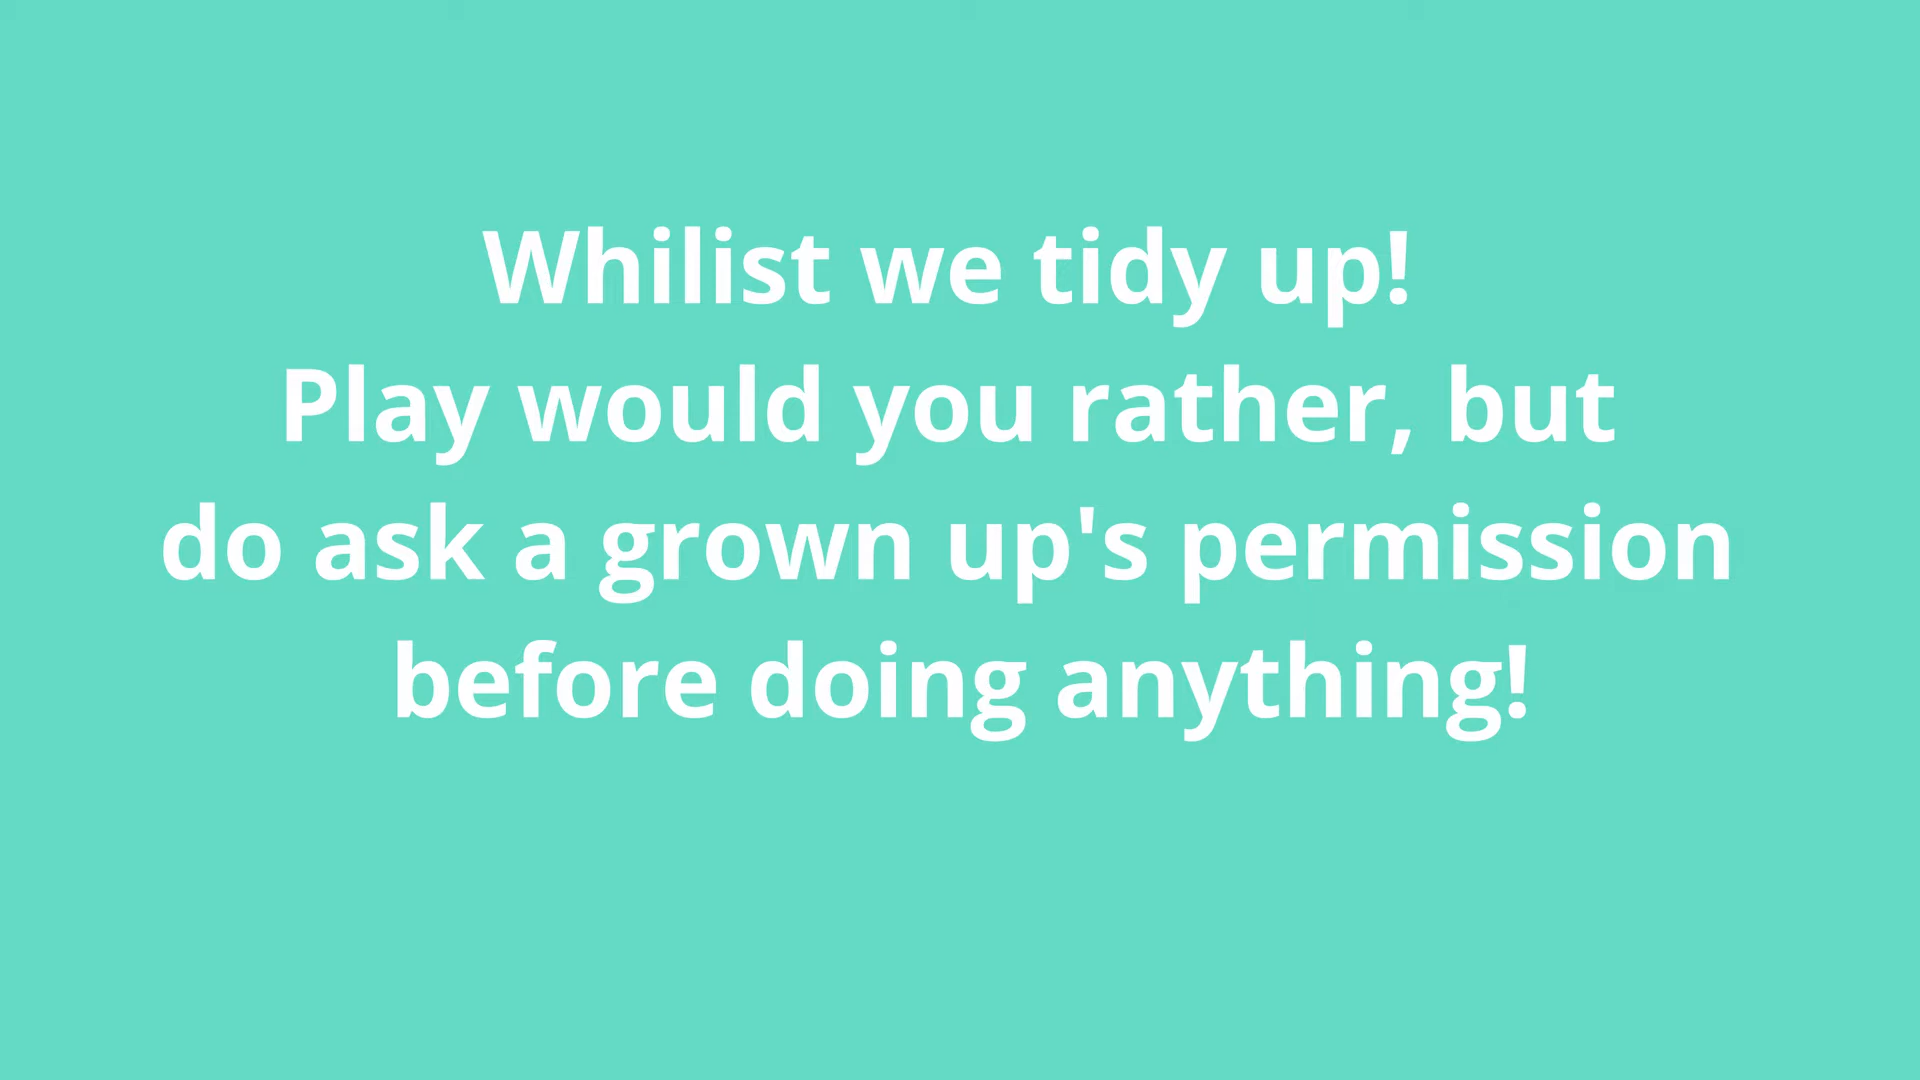 Whilist we tidy up!
Play would you rather, but
do ask a grown up's permission
before doing anything!